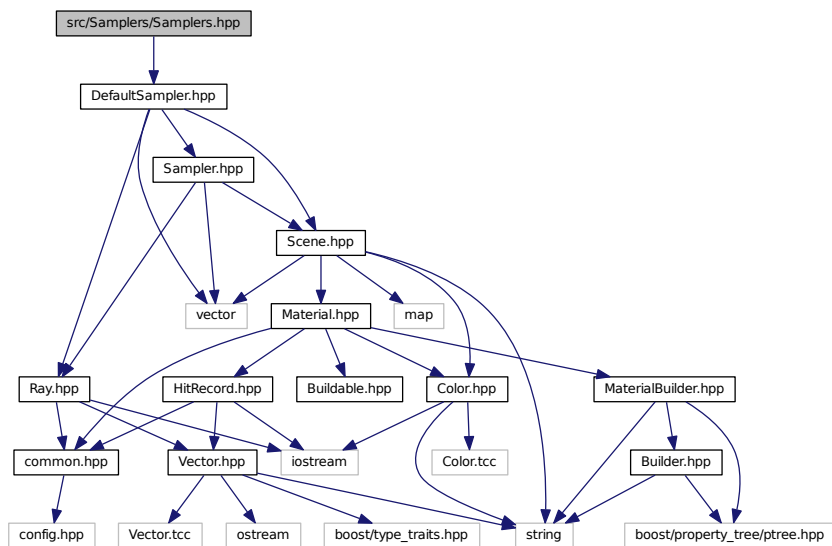 src/Samplers/Samplers.hpp
DefaultSampler.hpp
Sampler.hpp
Scene.hpp
vector
Material.hpp
map
Ray.hpp
HitRecord.hpp
Buildable.hpp
Color.hpp
MaterialBuilder.hpp
common.hpp
Vector.hpp
iostream
Color.tcc
Builder.hpp
config.hpp
Vector.tcc
ostream
boost/type_traits.hpp
string
boost/property_tree/ptree.hpp